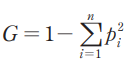 G = 1 − ∑_{i=1}^{n} p_i^2